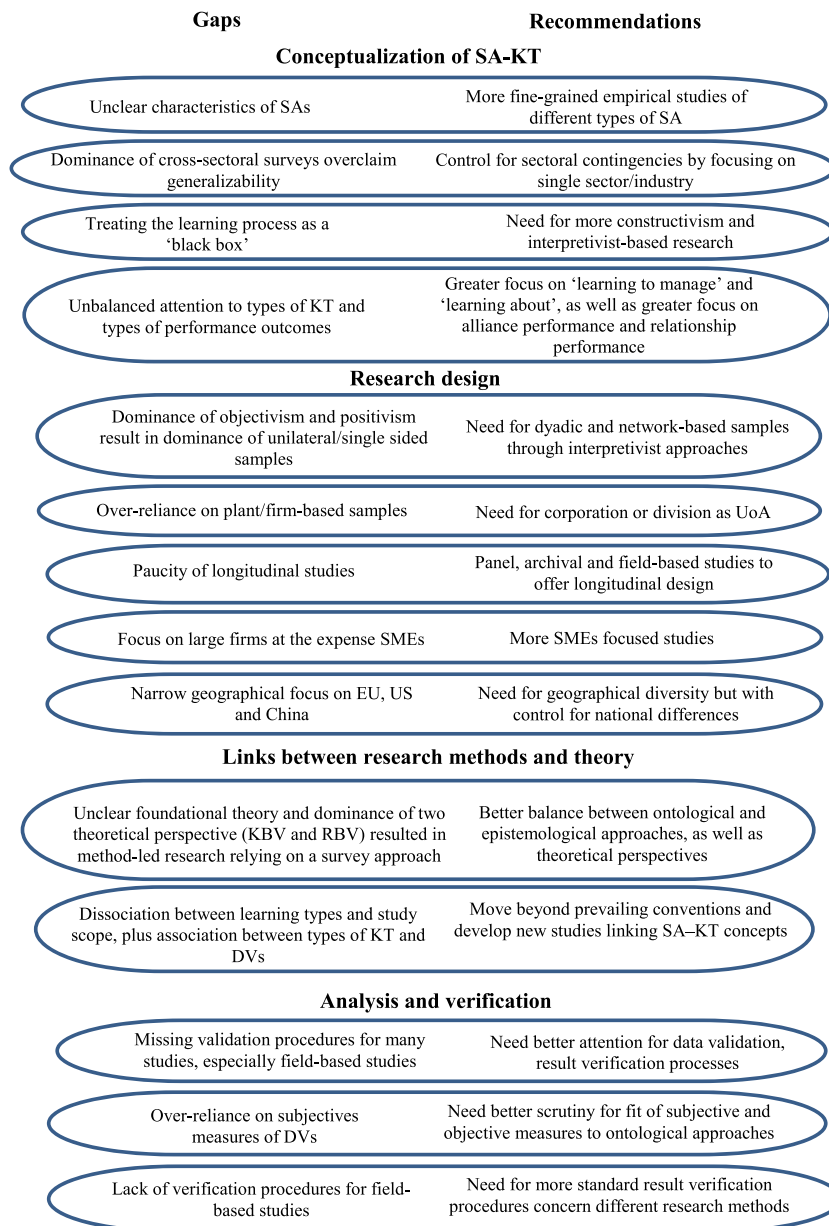 Gaps Recommendations
Conceptualization of SA-KT
Unclear characteristics of SAs
More fine-grained empirical studies of
different types of SA
Dominance of cross-sectoral surveys overclaim
generalizability
Control for sectoral contingencies by focusing on
single sector/industry
Treating the learning process as a
‘black box’
Need for more constructivism and
interpretivist-based research
Unbalanced attention to types of KT and
types of performance outcomes
Greater focus on ‘learning to manage’ and
‘learning about’, as well as greater focus on
alliance performance and relationship
performance
Research design
Dominance of objectivism and positivism
result in dominance of unilateral/single sided
samples
Need for dyadic and network-based samples
through interpretivist approaches
Over-reliance on plant/firm-based samples
Need for corporation or division as UoA
Paucity of longitudinal studies
Panel, archival and field-based studies to
offer longitudinal design
Focus on large firms at the expense SMEs
More SMEs focused studies
Narrow geographical focus on EU, US
and China
Need for geographical diversity but with
control for national differences
Links between research methods and theory
Unclear foundational theory and dominance of two
theoretical perspective (KBV and RBV) resulted in
method-led research relying on a survey approach
Better balance between ontological and
epistemological approaches, as well as
theoretical perspectives
Dissociation between learning types and study
scope, plus association between types of KT and
DVs
Move beyond prevailing conventions and
develop new studies linking SA–KT concepts
Analysis and verification
Missing validation procedures for many
studies, especially field-based studies
Need better attention for data validation,
result verification processes
Over-reliance on subjectives
measures of DVs
Need better scrutiny for fit of subjective and
objective measures to ontological approaches
Lack of verification procedures for field-
based studies
Need for more standard result verification
procedures concern different research methods